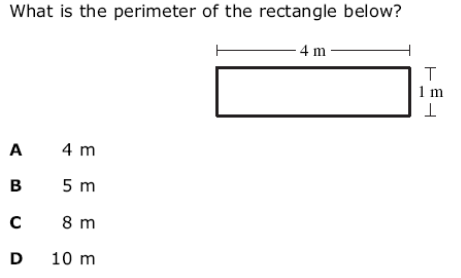 What is the perimeter of the rectangle below?
4 m
1 m
A 4 m
B 5 m
C 8 m
D 10 m